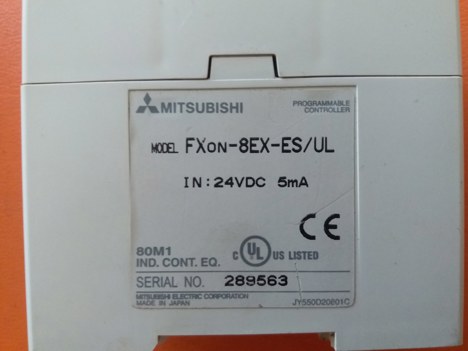 MITSUBISHI
PROGRAMMABLE
CONTROLLER
MODEL FX0N-8EX-ES/UL
IN:24VDC 5mA
CE
80M1
IND. CONT. EQ.
C UL US LISTED
SERIAL NO. 289563
MITSUBISHI ELECTRIC CORPORATION
MADE IN JAPAN
JY550D20801C